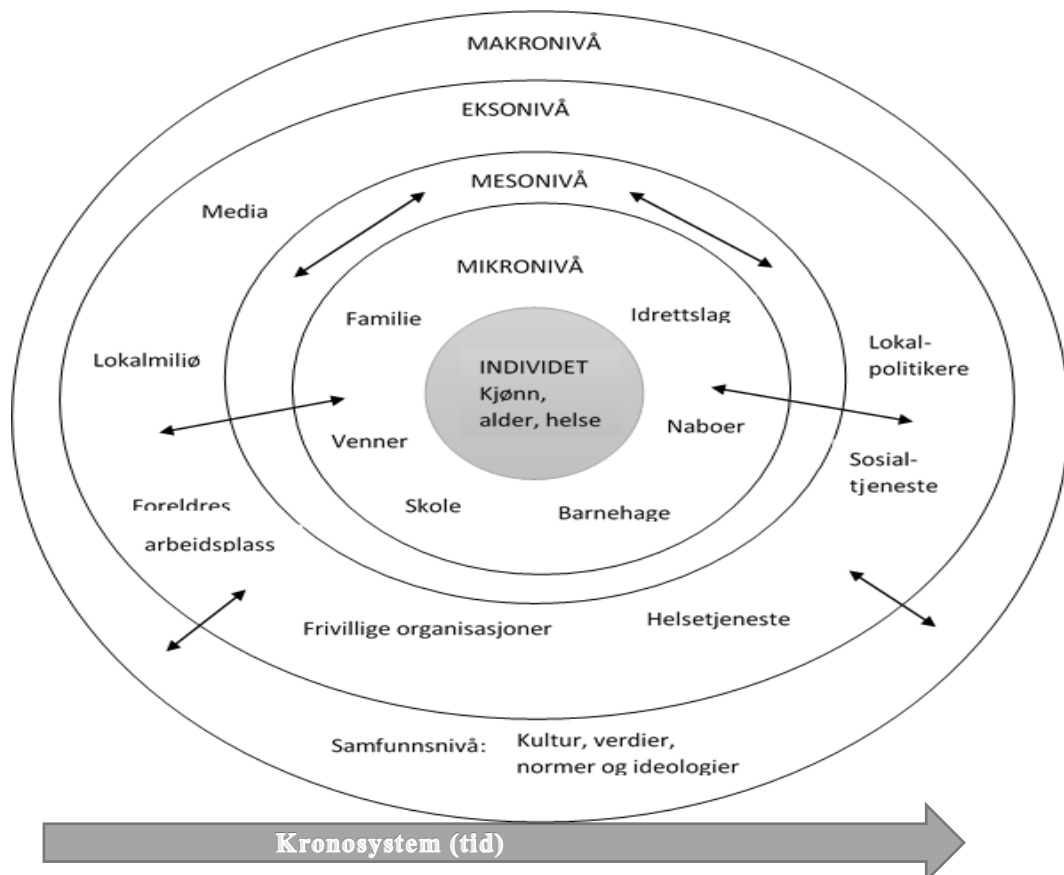 MAKRONIVÅ
EKSONIVÅ
MESONIVÅ
Media
MIKRONIVÅ
Familie
Idrettslag
Lokalmiljø
INDIVIDET
Kjønn,
alder, helse
Lokal-
politikere
Venner
Naboer
Sosial-
tjeneste
Skole
Barnehage
Foreldres
arbeidsplass
Frivillige organisasjoner
Helsetjeneste
Samfunnsnivå:
Kultur, verdier,
normer og ideologier
Kronosystem (tid)